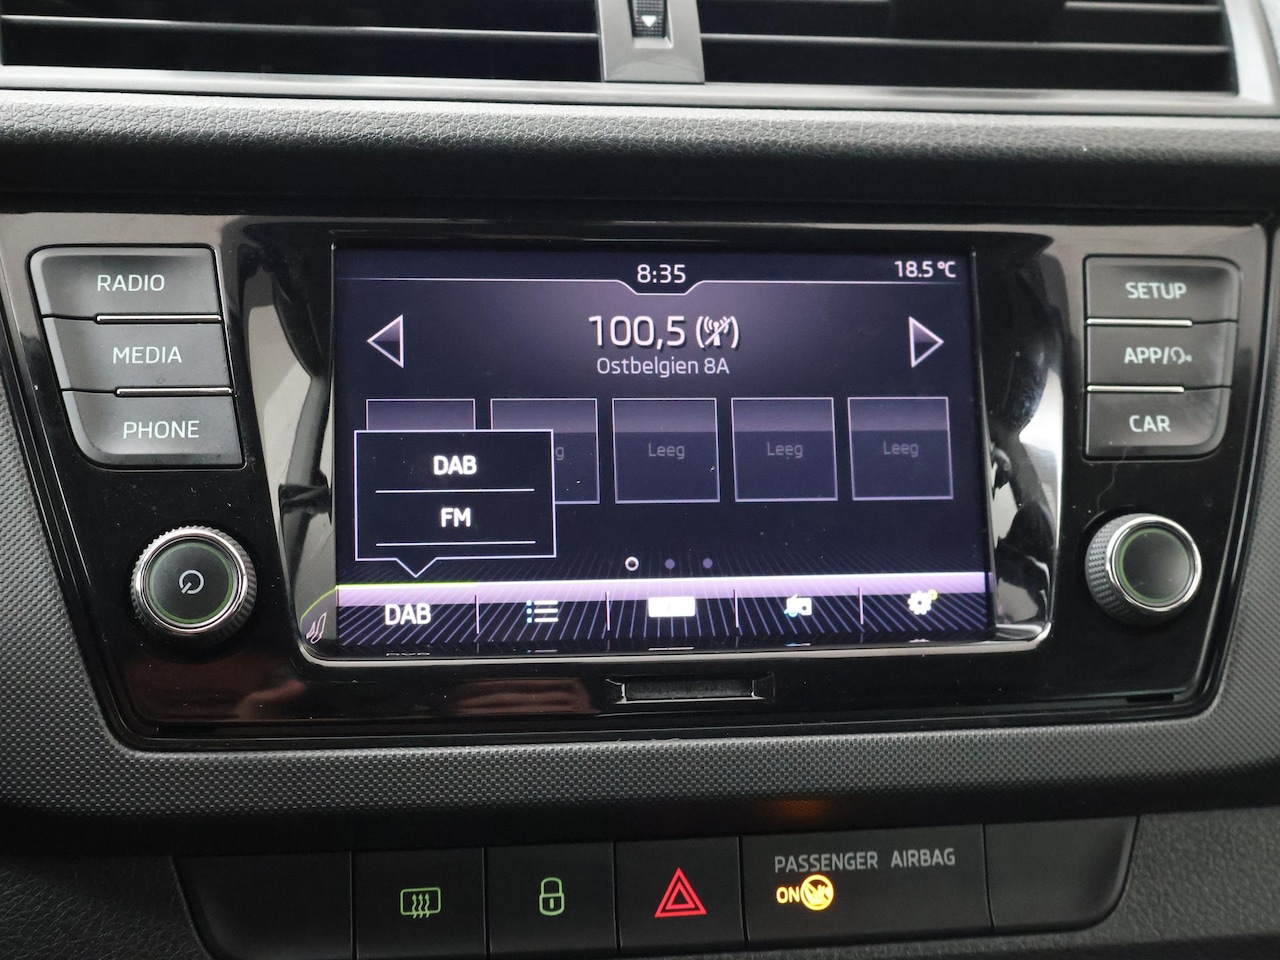 RADIO
MEDIA
PHONE
8:35
18.5 °C
100,5
Ostbelgien 8A
Leeg
Leeg
Leeg
DAB
FM
DAB
SETUP
APP/
CAR
PASSENGER AIRBAG
ON